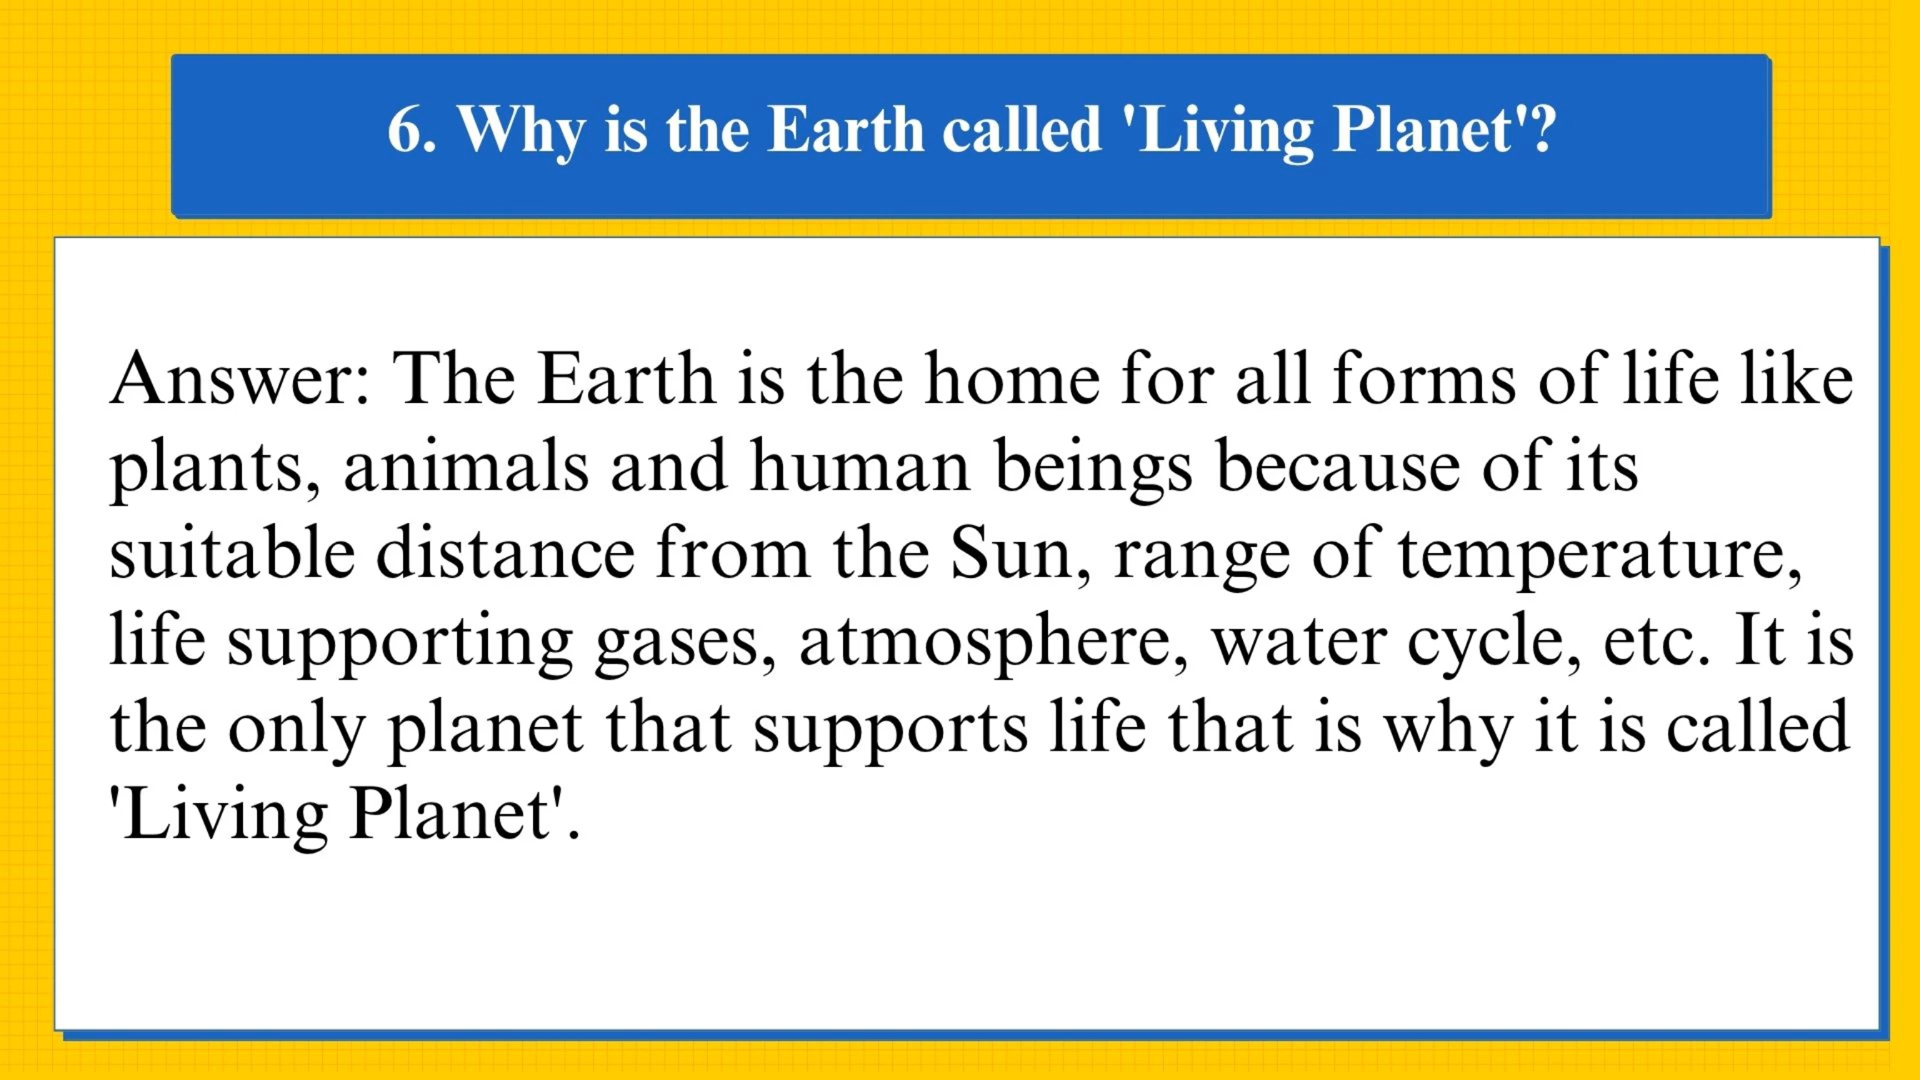 6. Why is the Earth called 'Living Planet'?
Answer: The Earth is the home for all forms of life like
plants, animals and human beings because of its
suitable distance from the Sun, range of temperature,
life supporting gases, atmosphere, water cycle, etc. It is
the only planet that supports life that is why it is called
'Living Planet'.